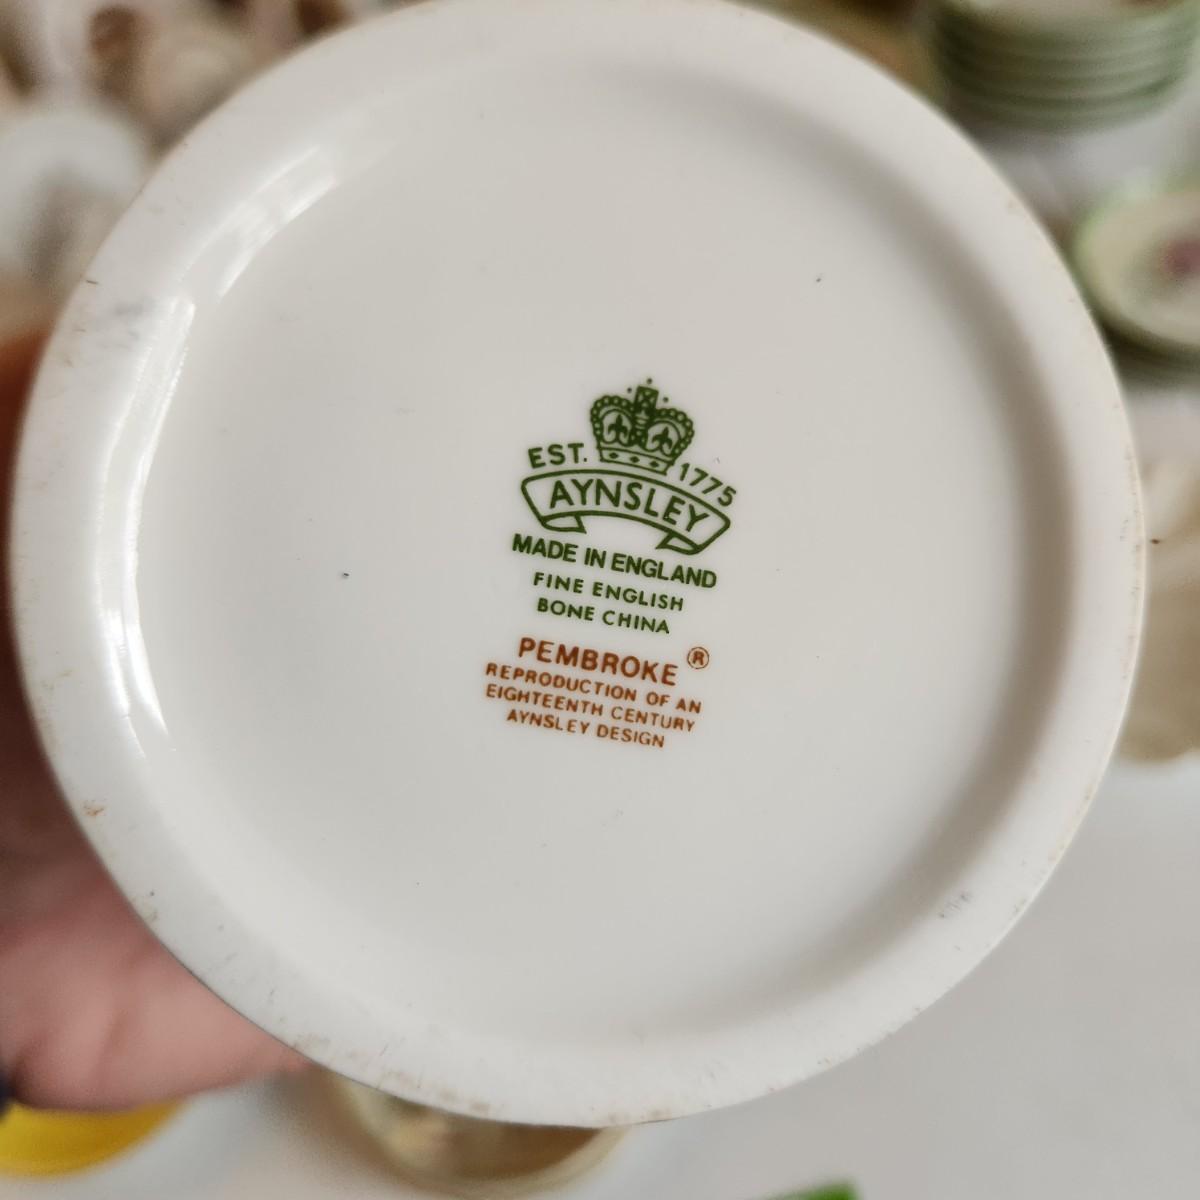 EST. 1775
AYNSLEY
MADE IN ENGLAND
FINE ENGLISH
BONE CHINA
PEMBROKE ®
REPRODUCTION OF AN
EIGHTEENTH CENTURY
AYNSLEY DESIGN